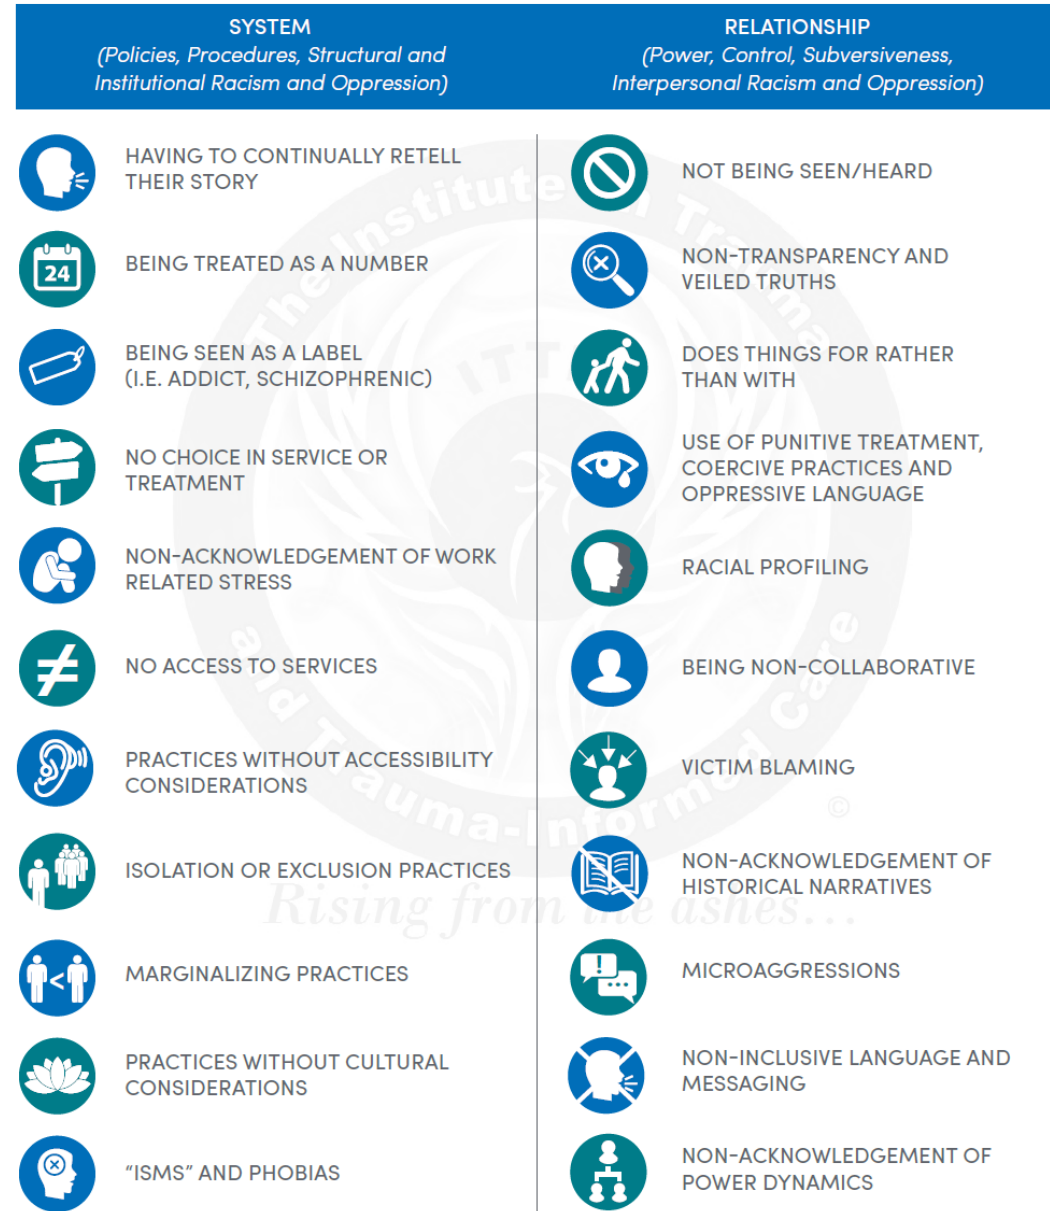 SYSTEM
(Policies, Procedures, Structural and
Institutional Racism and Oppression)
HAVING TO CONTINUALLY RETELL
THEIR STORY
24
BEING TREATED AS A NUMBER
BEING SEEN AS A LABEL
(I.E. ADDICT, SCHIZOPHRENIC)
NO CHOICE IN SERVICE OR
TREATMENT
NON-ACKNOWLEDGEMENT OF WORK
RELATED STRESS
NO ACCESS TO SERVICES
PRACTICES WITHOUT ACCESSIBILITY
CONSIDERATIONS
ISOLATION OR EXCLUSION PRACTICES
MARGINALIZING PRACTICES
PRACTICES WITHOUT CULTURAL
CONSIDERATIONS
“ISMS” AND PHOBIAS
RELATIONSHIP
(Power, Control, Subversiveness,
Interpersonal Racism and Oppression)
NOT BEING SEEN/HEARD
NON-TRANSPARENCY AND
VEILED TRUTHS
DOES THINGS FOR RATHER
THAN WITH
USE OF PUNITIVE TREATMENT,
COERCIVE PRACTICES AND
OPPRESSIVE LANGUAGE
RACIAL PROFILING
BEING NON-COLLABORATIVE
VICTIM BLAMING
NON-ACKNOWLEDGEMENT OF
HISTORICAL NARRATIVES
MICROAGGRESSIONS
NON-INCLUSIVE LANGUAGE AND
MESSAGING
NON-ACKNOWLEDGEMENT OF
POWER DYNAMICS
The Institute on Trauma
and Trauma-Informed Care
©
Rising from the ashes...